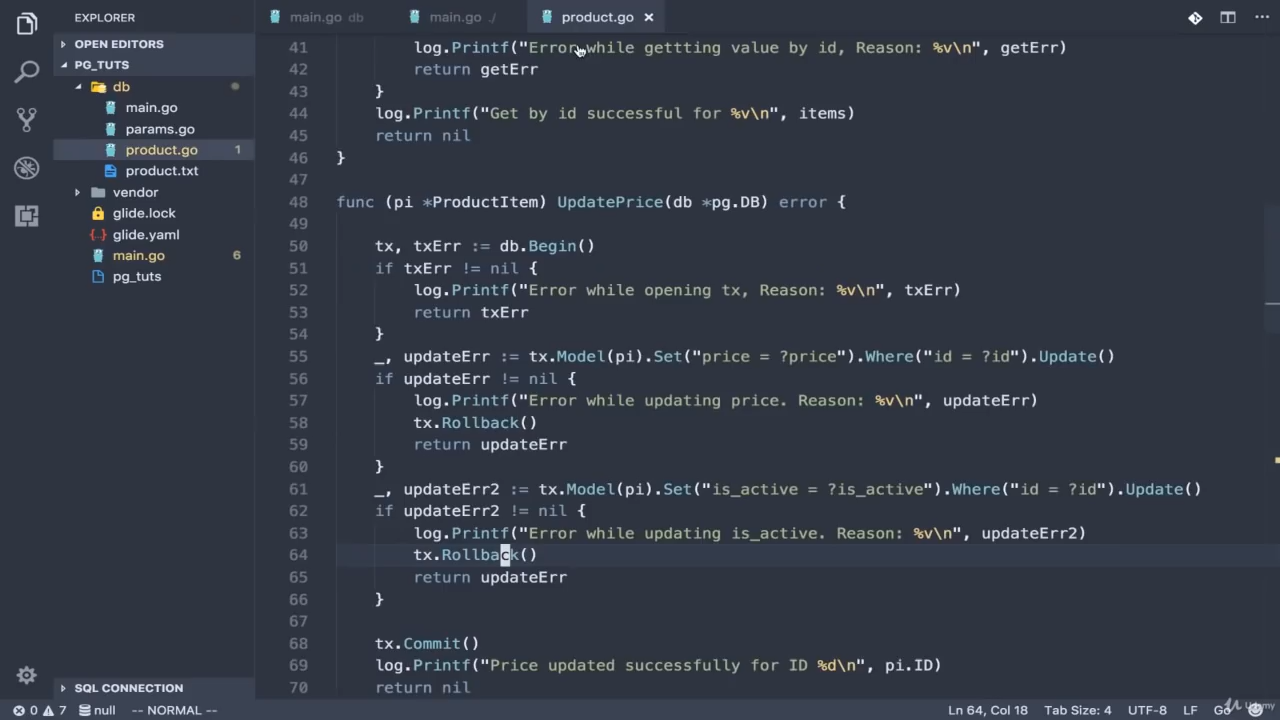 EXPLORER
main.go db
main.go ./
product.go ×
OPEN EDITORS
PG_TUTS
db
main.go
params.go
product.go 1
product.txt
vendor
glide.lock
glide.yaml
main.go 6
pg_tuts
SQL CONNECTION
41 log.Printf("Error while gettting value by id, Reason: %v\n", getErr)
42 return getErr
43 }
44 log.Printf("Get by id successful for %v\n", items)
45 return nil
46 }
47
48 func (pi *ProductItem) UpdatePrice(db *pg.DB) error {
49
50 tx, txErr := db.Begin()
51 if txErr != nil {
52 log.Printf("Error while opening tx, Reason: %v\n", txErr)
53 return txErr
54 }
55 _, updateErr := tx.Model(pi).Set("price = ?price").Where("id = ?id").Update()
56 if updateErr != nil {
57 log.Printf("Error while updating price. Reason: %v\n", updateErr)
58 tx.Rollback()
59 return updateErr
60 }
61 _, updateErr2 := tx.Model(pi).Set("is_active = ?is_active").Where("id = ?id").Update()
62 if updateErr2 != nil {
63 log.Printf("Error while updating is_active. Reason: %v\n", updateErr2)
64 tx.Rollback()
65 return updateErr
66 }
67
68 tx.Commit()
69 log.Printf("Price updated successfully for ID %d\n", pi.ID)
70 return nil
0 7 null -- NORMAL -- Ln 64, Col 18 Tab Size: 4 UTF-8 LF Go
Udemy